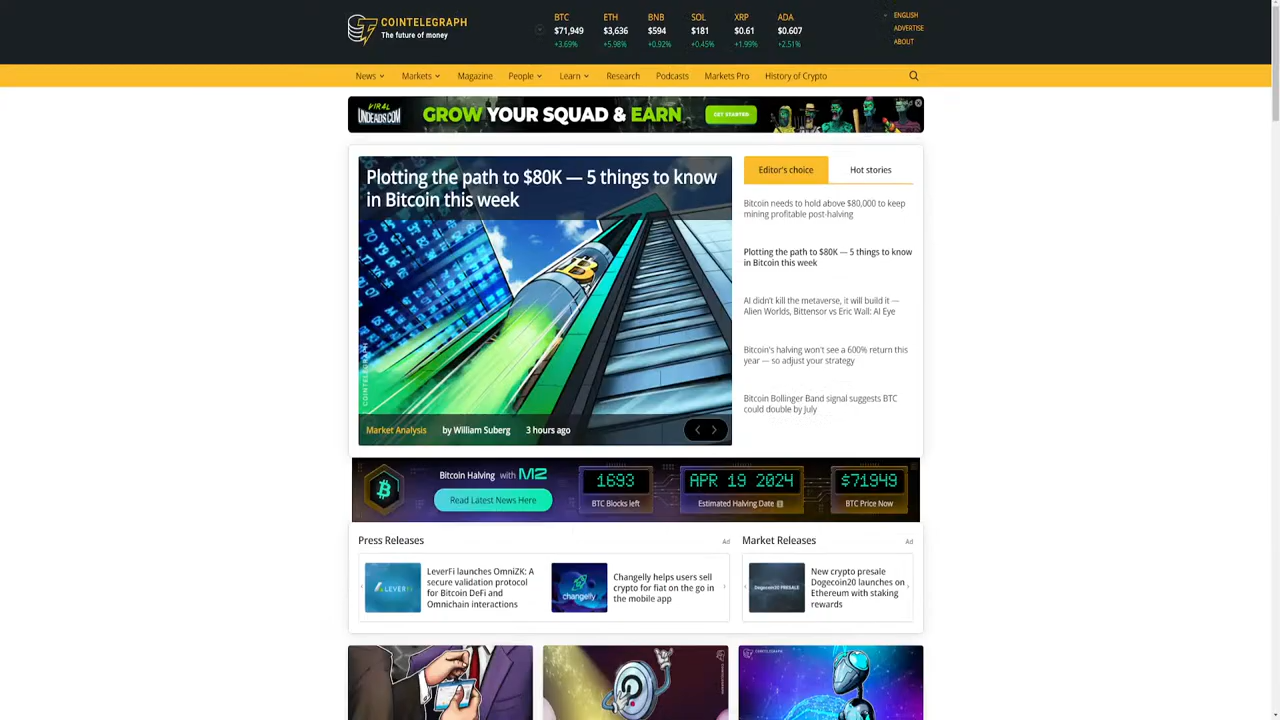 COINTELEGRAPH
The future of money
BTC
$71,949
+3.69%
ETH
$3,636
+5.98%
BNB
$594
+0.92%
SOL
$181
+0.45%
XRP
$0.61
+1.99%
ADA
$0.607
+2.51%
ENGLISH
ADVERTISE
ABOUT
News
Markets
Magazine
People
Learn
Research
Podcasts
Markets Pro
History of Crypto
VIRAL
UNDEADS.COM
GROW YOUR SQUAD & EARN
GET STARTED
Plotting the path to $80K — 5 things to know
in Bitcoin this week
COINTELEGRAPH
Market Analysis
by William Suberg
3 hours ago
Editor's choice
Hot stories
Bitcoin needs to hold above $80,000 to keep
mining profitable post-halving
Plotting the path to $80K — 5 things to know
in Bitcoin this week
AI didn't kill the metaverse, it will build it —
Alien Worlds, Bittensor vs Eric Wall: AI Eye
Bitcoin's halving won't see a 600% return this
year — so adjust your strategy
Bitcoin Bollinger Band signal suggests BTC
could double by July
Bitcoin Halving with M2
Read Latest News Here
1693
BTC Blocks left
APR 19 2024
Estimated Halving Date
$71949
BTC Price Now
Press Releases
Ad
LEVERFI
LeverFi launches OmniZK: A
secure validation protocol
for Bitcoin DeFi and
Omnichain interactions
changelly
Changelly helps users sell
crypto for fiat on the go in
the mobile app
Market Releases
Ad
Dogecoin20 PRESALE
New crypto presale
Dogecoin20 launches on
Ethereum with staking
rewards